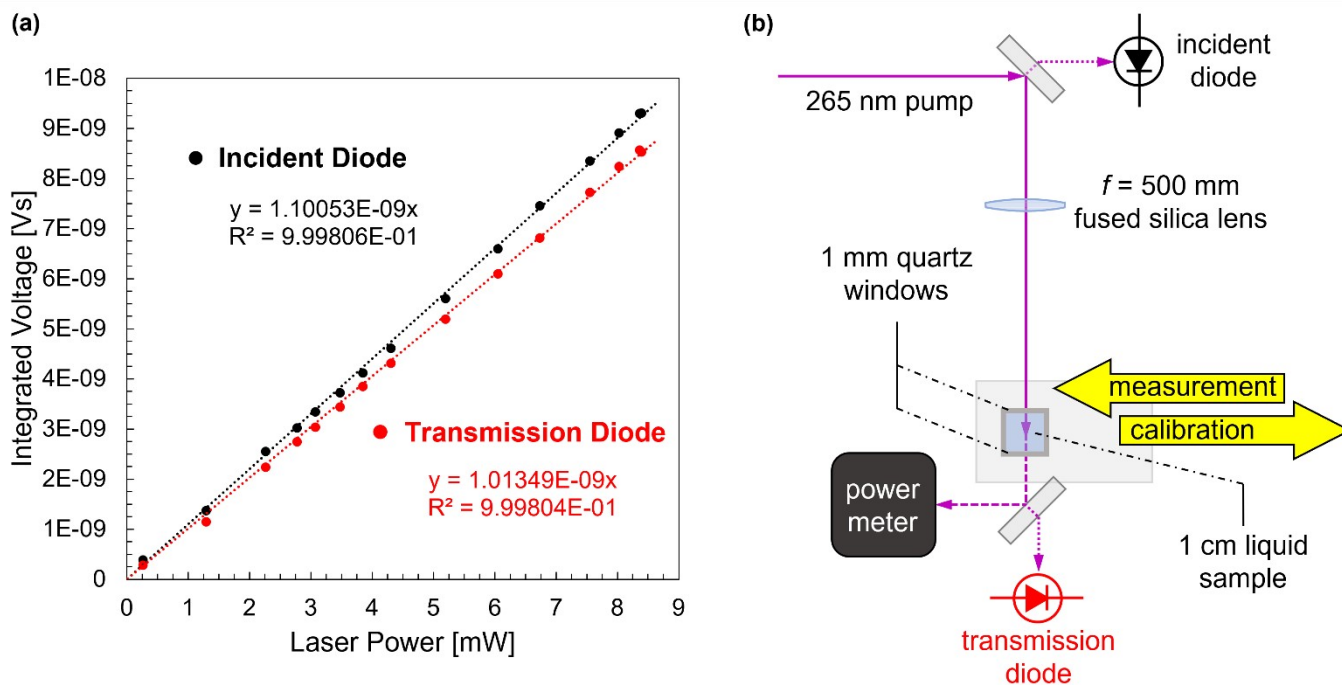 (a)
Integrated Voltage [Vs]
1E-08
9E-09
8E-09
7E-09
6E-09
5E-09
4E-09
3E-09
2E-09
1E-09
0
Incident Diode
y = 1.10053E-09x
R² = 9.99806E-01
Transmission Diode
y = 1.01349E-09x
R² = 9.99804E-01
0 1 2 3 4 5 6 7 8 9
Laser Power [mW]
(b)
incident
diode
265 nm pump
f = 500 mm
fused silica lens
1 mm quartz
windows
measurement
calibration
power
meter
1 cm liquid
sample
transmission
diode